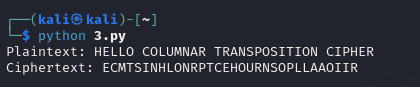 ┌──(kali㉿kali)-[~]
└─$ python 3.py
Plaintext: HELLO COLUMNAR TRANSPOSITION CIPHER
Ciphertext: ECMTSINHLONRPTCEHOURNSOPLLAAOIIR